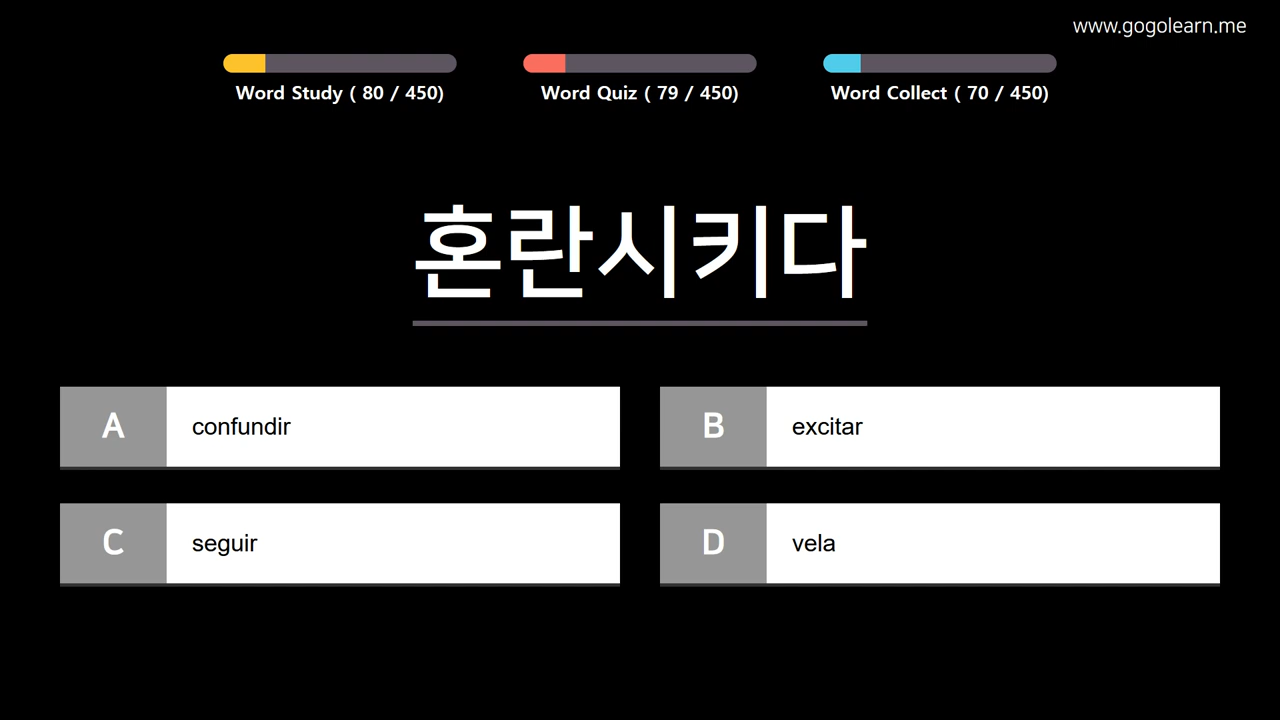 www.gogolearn.me
Word Study ( 80 / 450)
Word Quiz ( 79 / 450)
Word Collect ( 70 / 450)
혼란시키다
A confundir
B excitar
C seguir
D vela